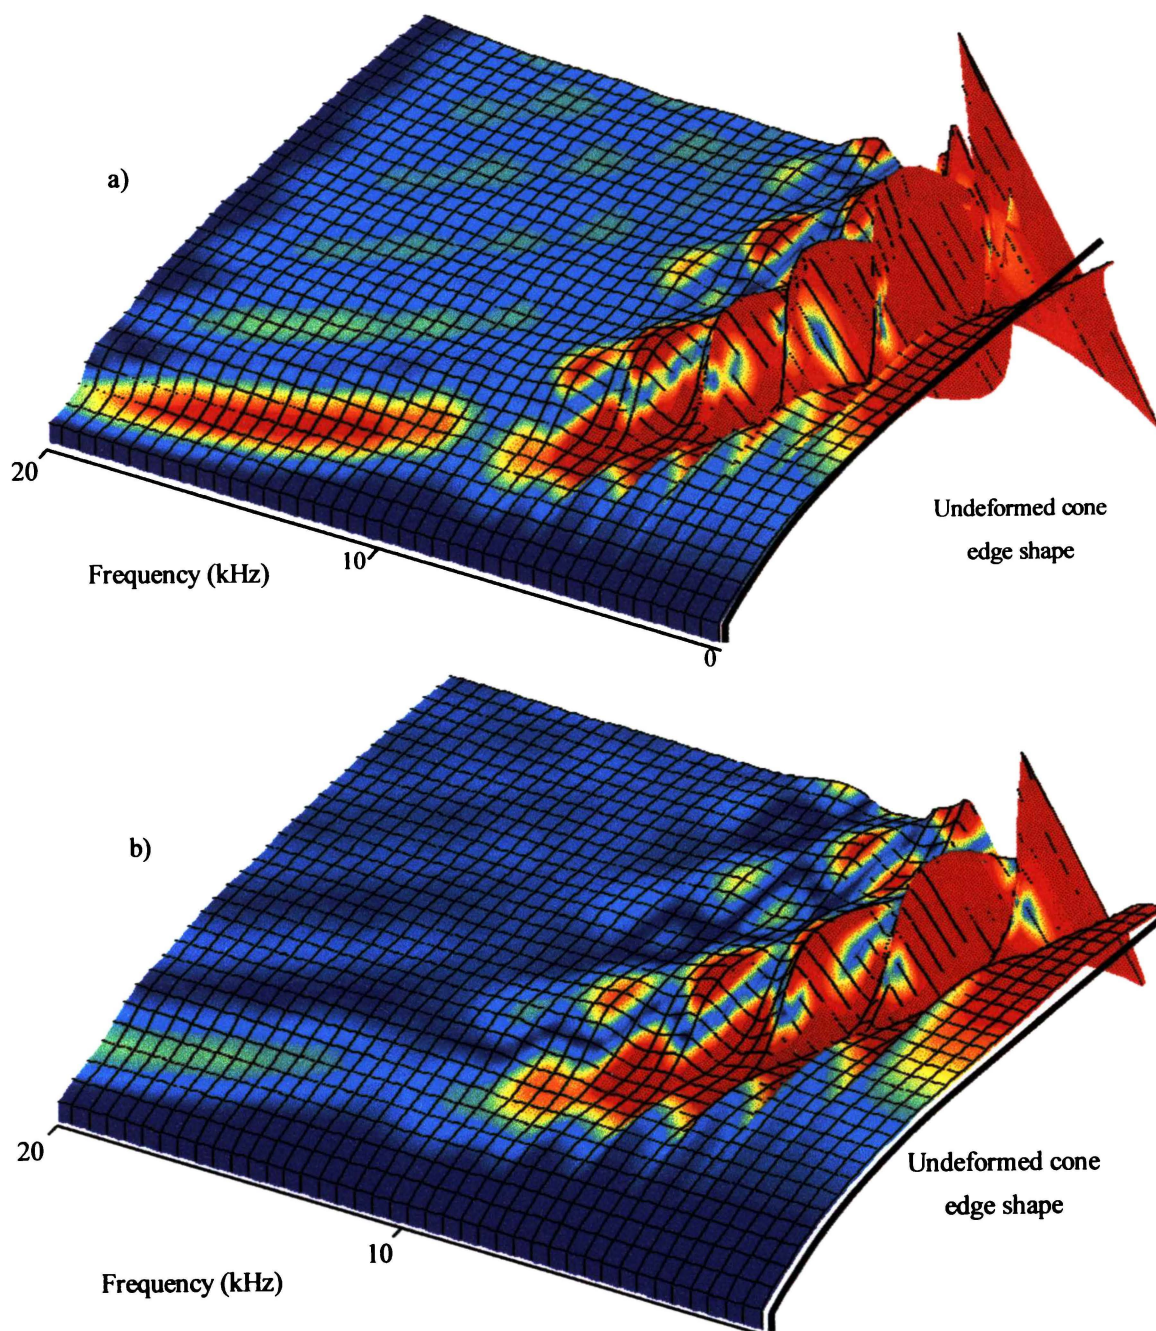 a)
20
10
0
Frequency (kHz)
Undeformed cone
edge shape
b)
20
10
Frequency (kHz)
Undeformed cone
edge shape